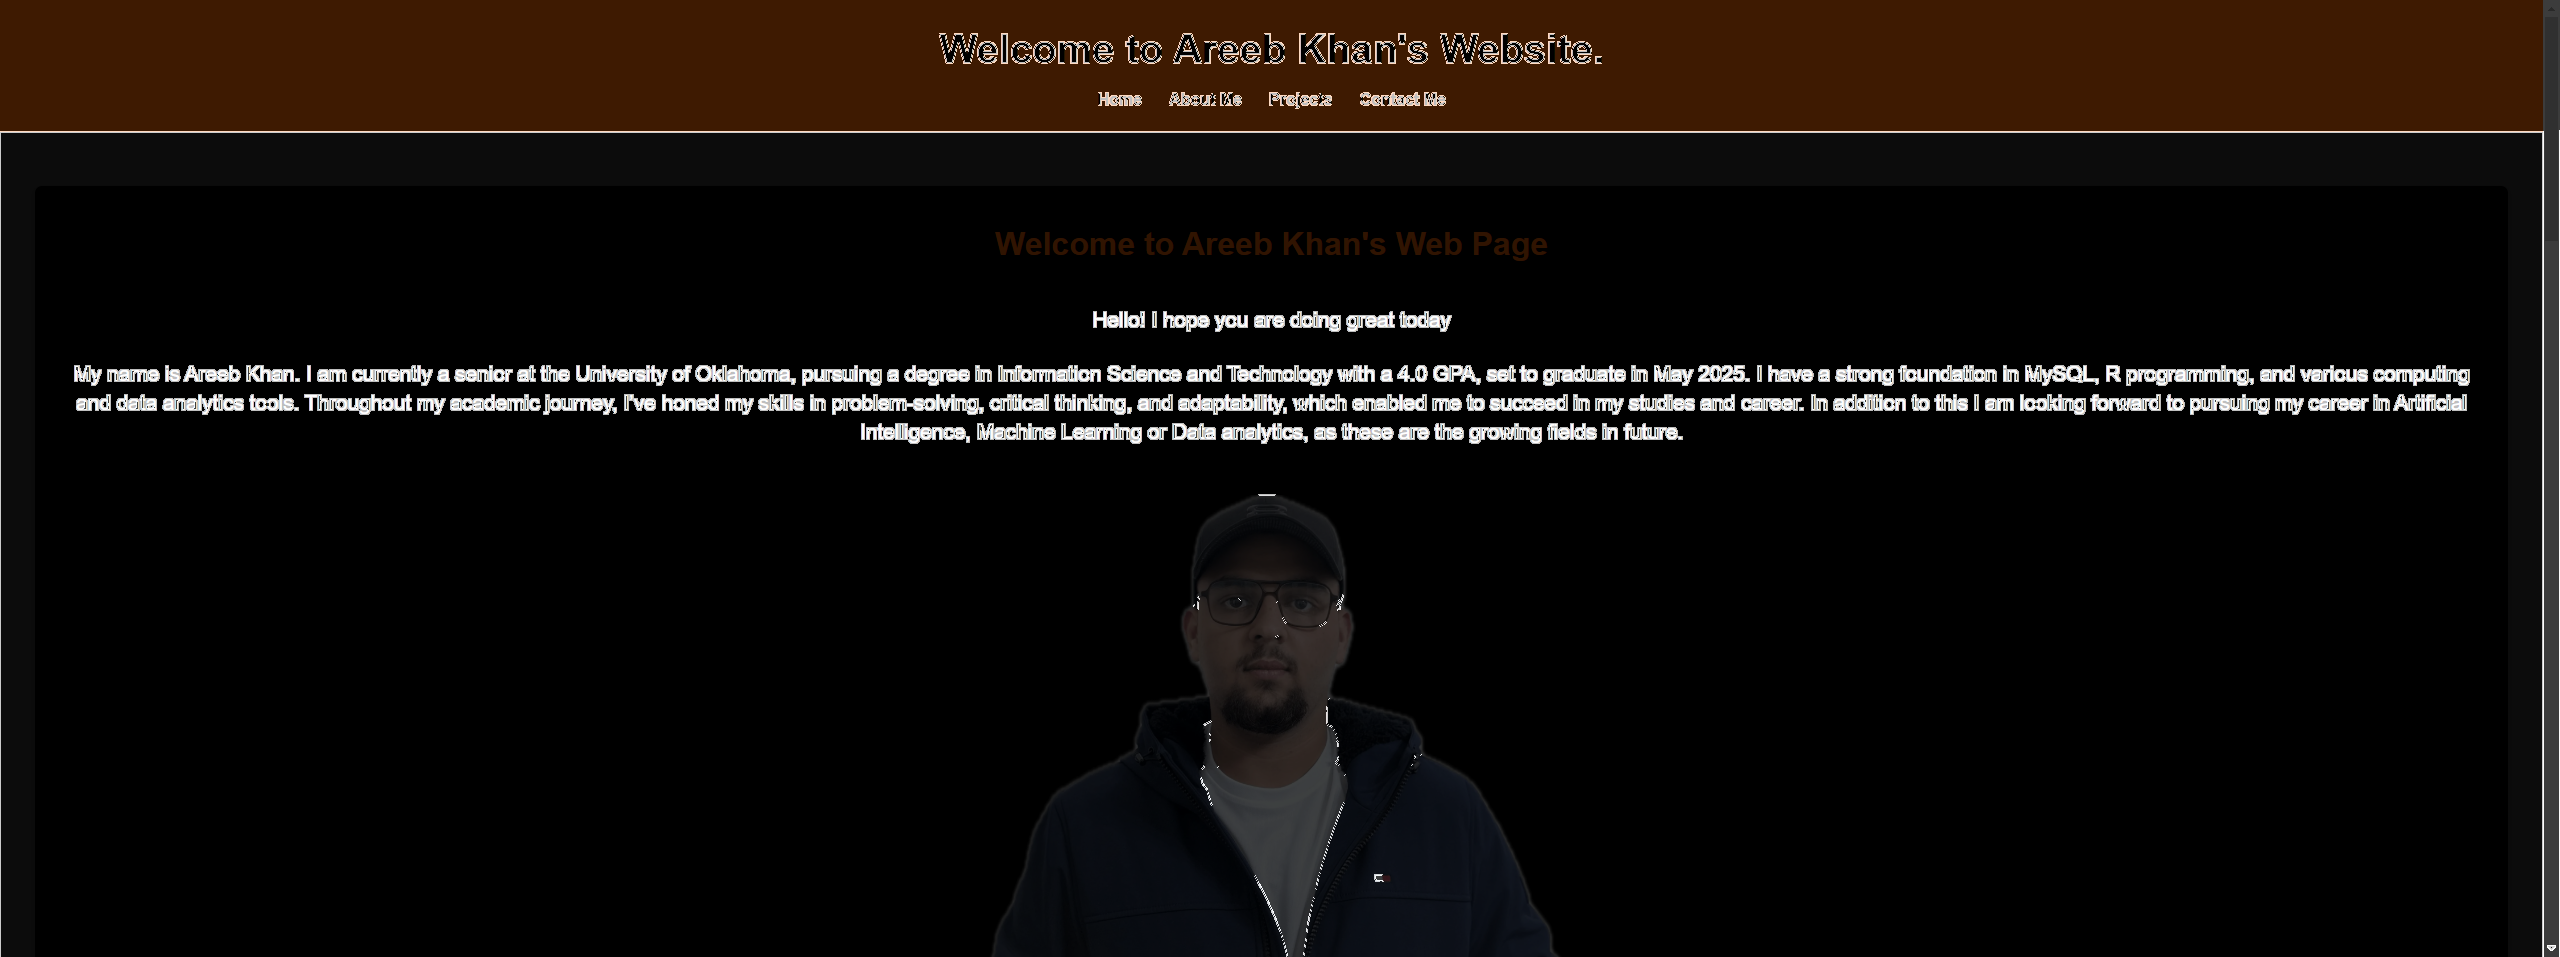 Welcome to Areeb Khan's Website.
Home About Me Projects Contact Me
Welcome to Areeb Khan's Web Page
Hello! I hope you are doing great today
My name is Areeb Khan. I am currently a senior at the University of Oklahoma, pursuing a degree in Information Science and Technology with a 4.0 GPA, set to graduate in May 2025. I have a strong foundation in MySQL, R programming, and various computing
and data analytics tools. Throughout my academic journey, I've honed my skills in problem-solving, critical thinking, and adaptability, which enabled me to succeed in my studies and career. In addition to this I am looking forward to pursuing my career in Artificial
Intelligence, Machine Learning or Data analytics, as these are the growing fields in future.